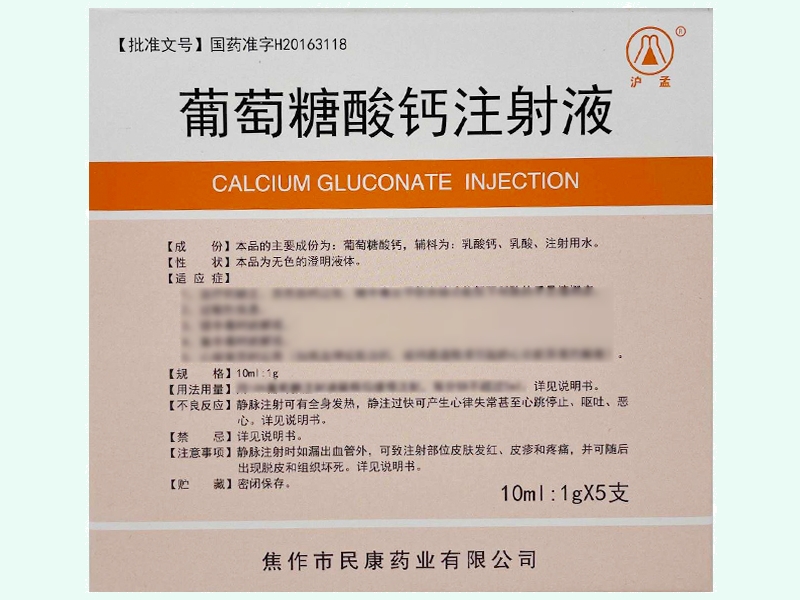 【批准文号】国药准字H20163118
®
沪 孟
葡萄糖酸钙注射液
CALCIUM GLUCONATE INJECTION
【成 份】本品的主要成份为：葡萄糖酸钙，辅料为：乳酸钙、乳酸、注射用水。
【性 状】本品为无色的澄明液体。
【适 应 症】
【规 格】10ml:1g
【用法用量】 详见说明书。
【不良反应】静脉注射可有全身发热，静注过快可产生心律失常甚至心跳停止、呕吐、恶
心。详见说明书。
【禁 忌】详见说明书。
【注意事项】静脉注射时如漏出血管外，可致注射部位皮肤发红、皮疹和疼痛，并可随后
出现脱皮和组织坏死。详见说明书。
【贮 藏】密闭保存。
10ml:1gX5支
焦作市民康药业有限公司